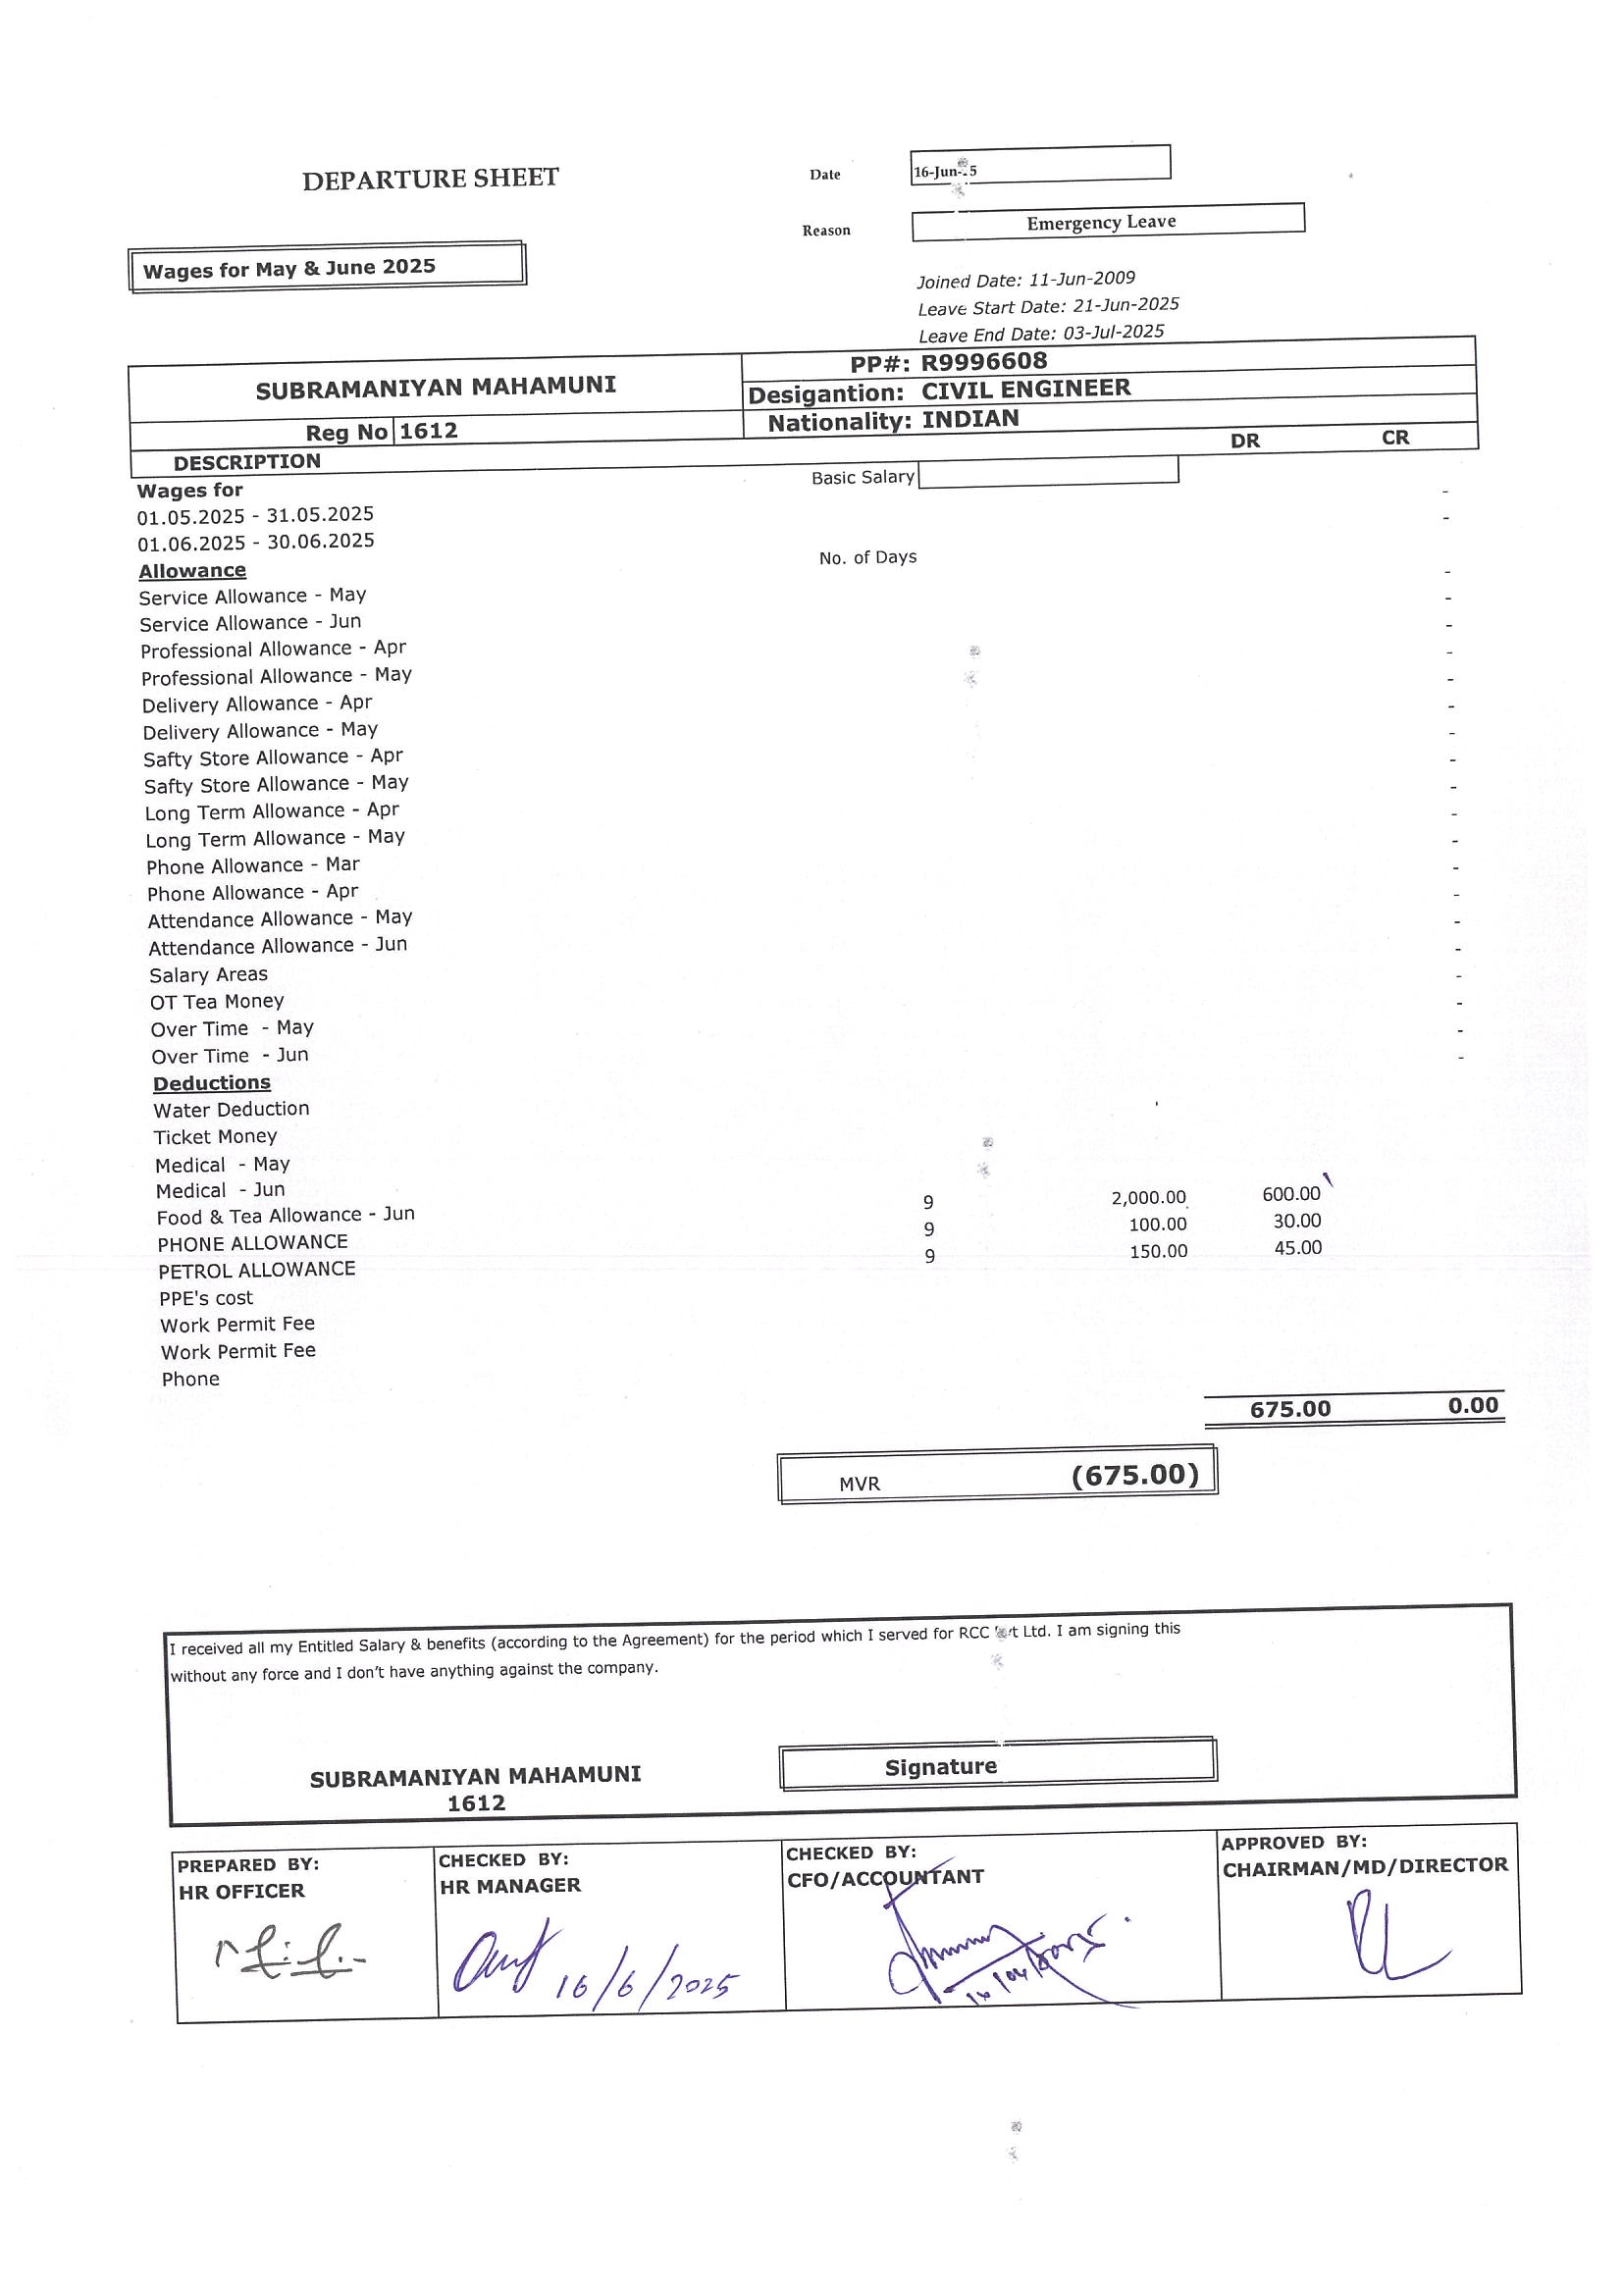 DEPARTURE SHEET
Date 16-Jun-25
Reason Emergency Leave
Wages for May & June 2025
Joined Date: 11-Jun-2009
Leave Start Date: 21-Jun-2025
Leave End Date: 03-Jul-2025
SUBRAMANIYAN MAHAMUNI
PP#: R9996608
Desigantion: CIVIL ENGINEER
Reg No 1612
Nationality: INDIAN
DESCRIPTION DR CR
Wages for Basic Salary -
01.05.2025 - 31.05.2025 -
01.06.2025 - 30.06.2025
Allowance No. of Days -
Service Allowance - May -
Service Allowance - Jun -
Professional Allowance - Apr -
Professional Allowance - May -
Delivery Allowance - Apr -
Delivery Allowance - May -
Safty Store Allowance - Apr -
Safty Store Allowance - May -
Long Term Allowance - Apr -
Long Term Allowance - May -
Phone Allowance - Mar -
Phone Allowance - Apr -
Attendance Allowance - May -
Attendance Allowance - Jun -
Salary Areas -
OT Tea Money -
Over Time - May -
Over Time - Jun -
Deductions
Water Deduction
Ticket Money
Medical - May
Medical - Jun
Food & Tea Allowance - Jun 9 2,000.00 600.00
PHONE ALLOWANCE 9 100.00 30.00
PETROL ALLOWANCE 9 150.00 45.00
PPE's cost
Work Permit Fee
Work Permit Fee
Phone
675.00 0.00
MVR (675.00)
I received all my Entitled Salary & benefits (according to the Agreement) for the period which I served for RCC Ltd. I am signing this
without any force and I don't have anything against the company.
SUBRAMANIYAN MAHAMUNI
1612
Signature
PREPARED BY:
HR OFFICER
CHECKED BY:
HR MANAGER
16/6/2025
CHECKED BY:
CFO/ACCOUNTANT
APPROVED BY:
CHAIRMAN/MD/DIRECTOR